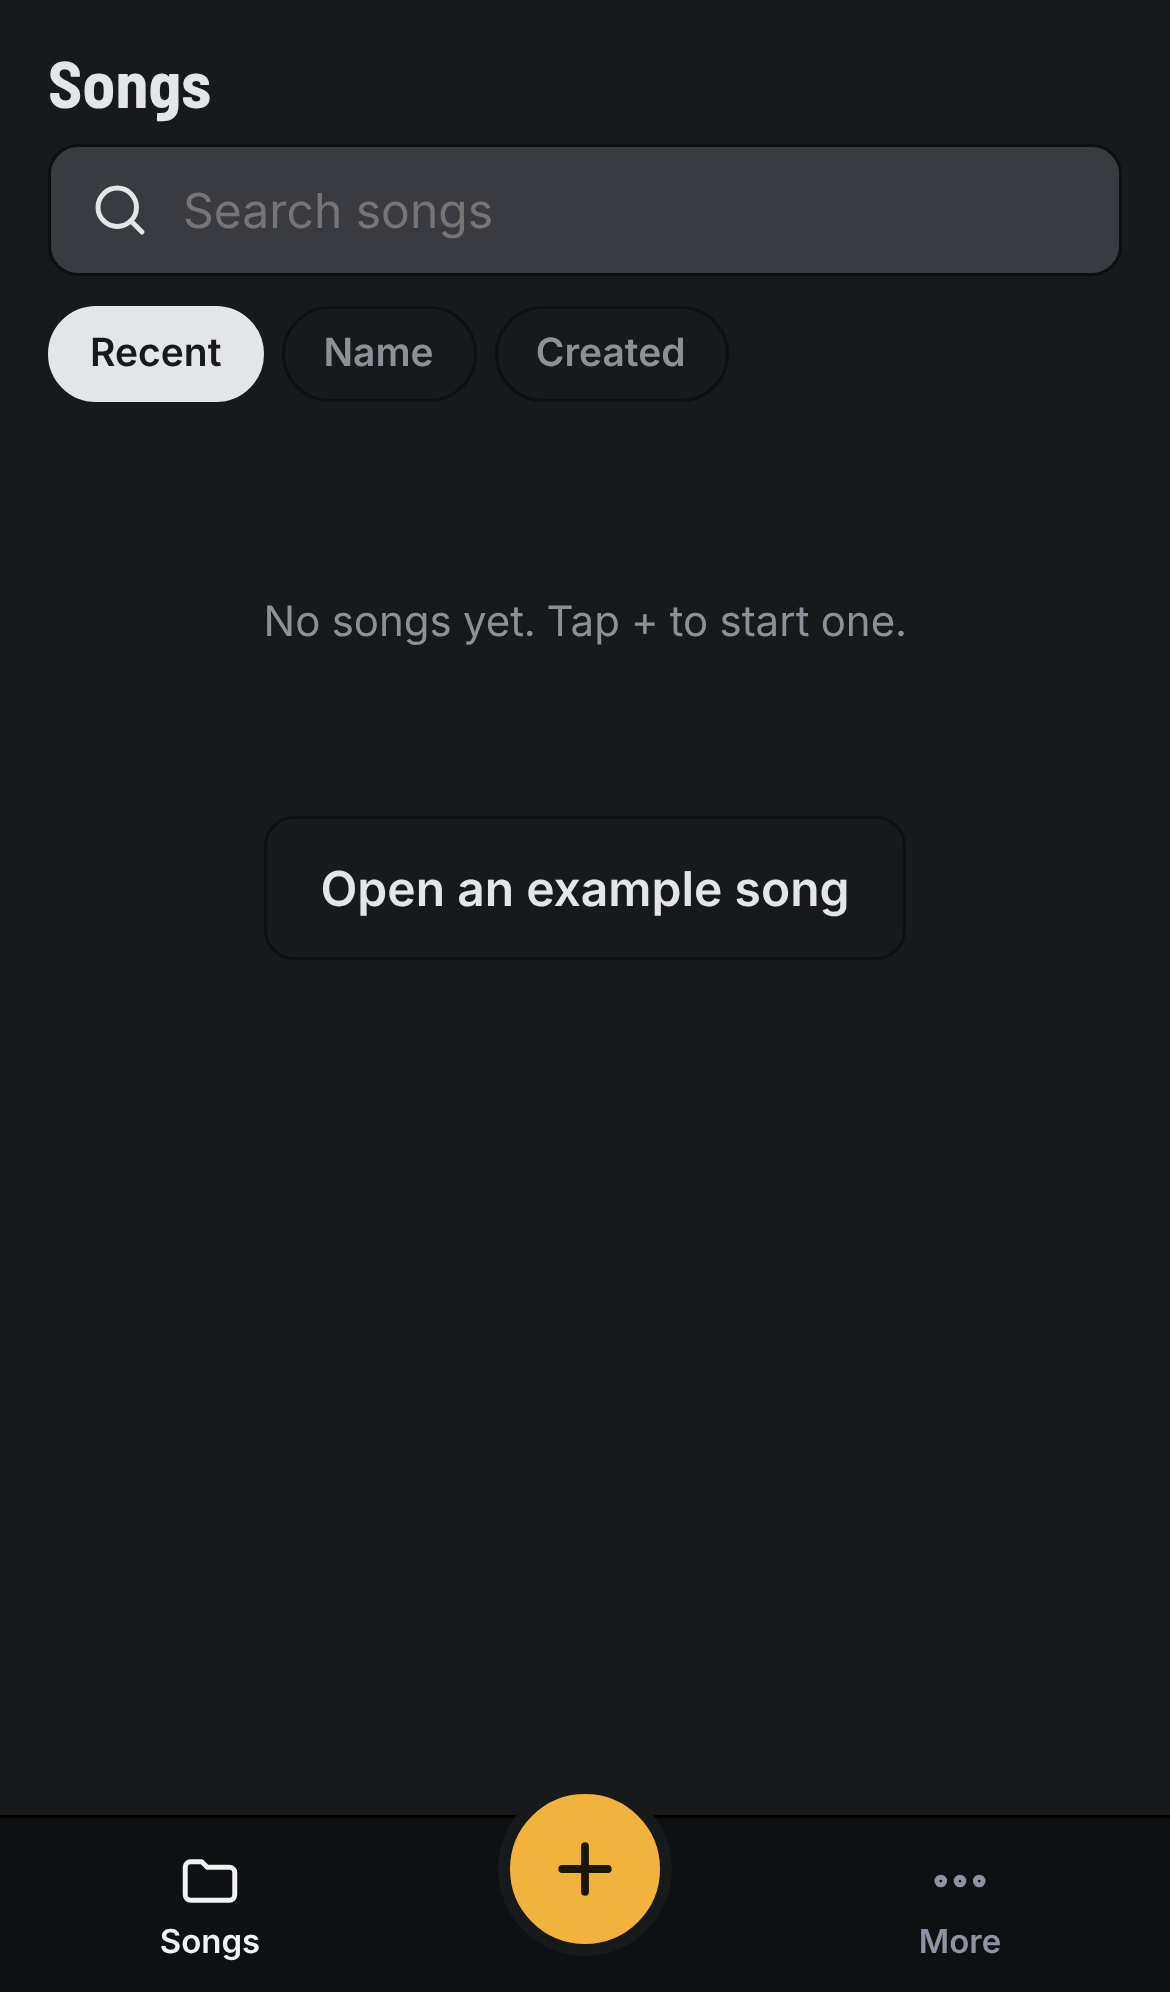 Songs
Search songs
Recent Name Created
No songs yet. Tap + to start one.
Open an example song
Songs More